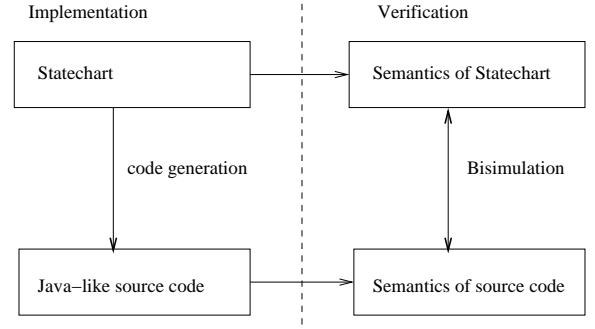 Implementation
Verification
Statechart
Semantics of Statechart
code generation
Bisimulation
Java−like source code
Semantics of source code